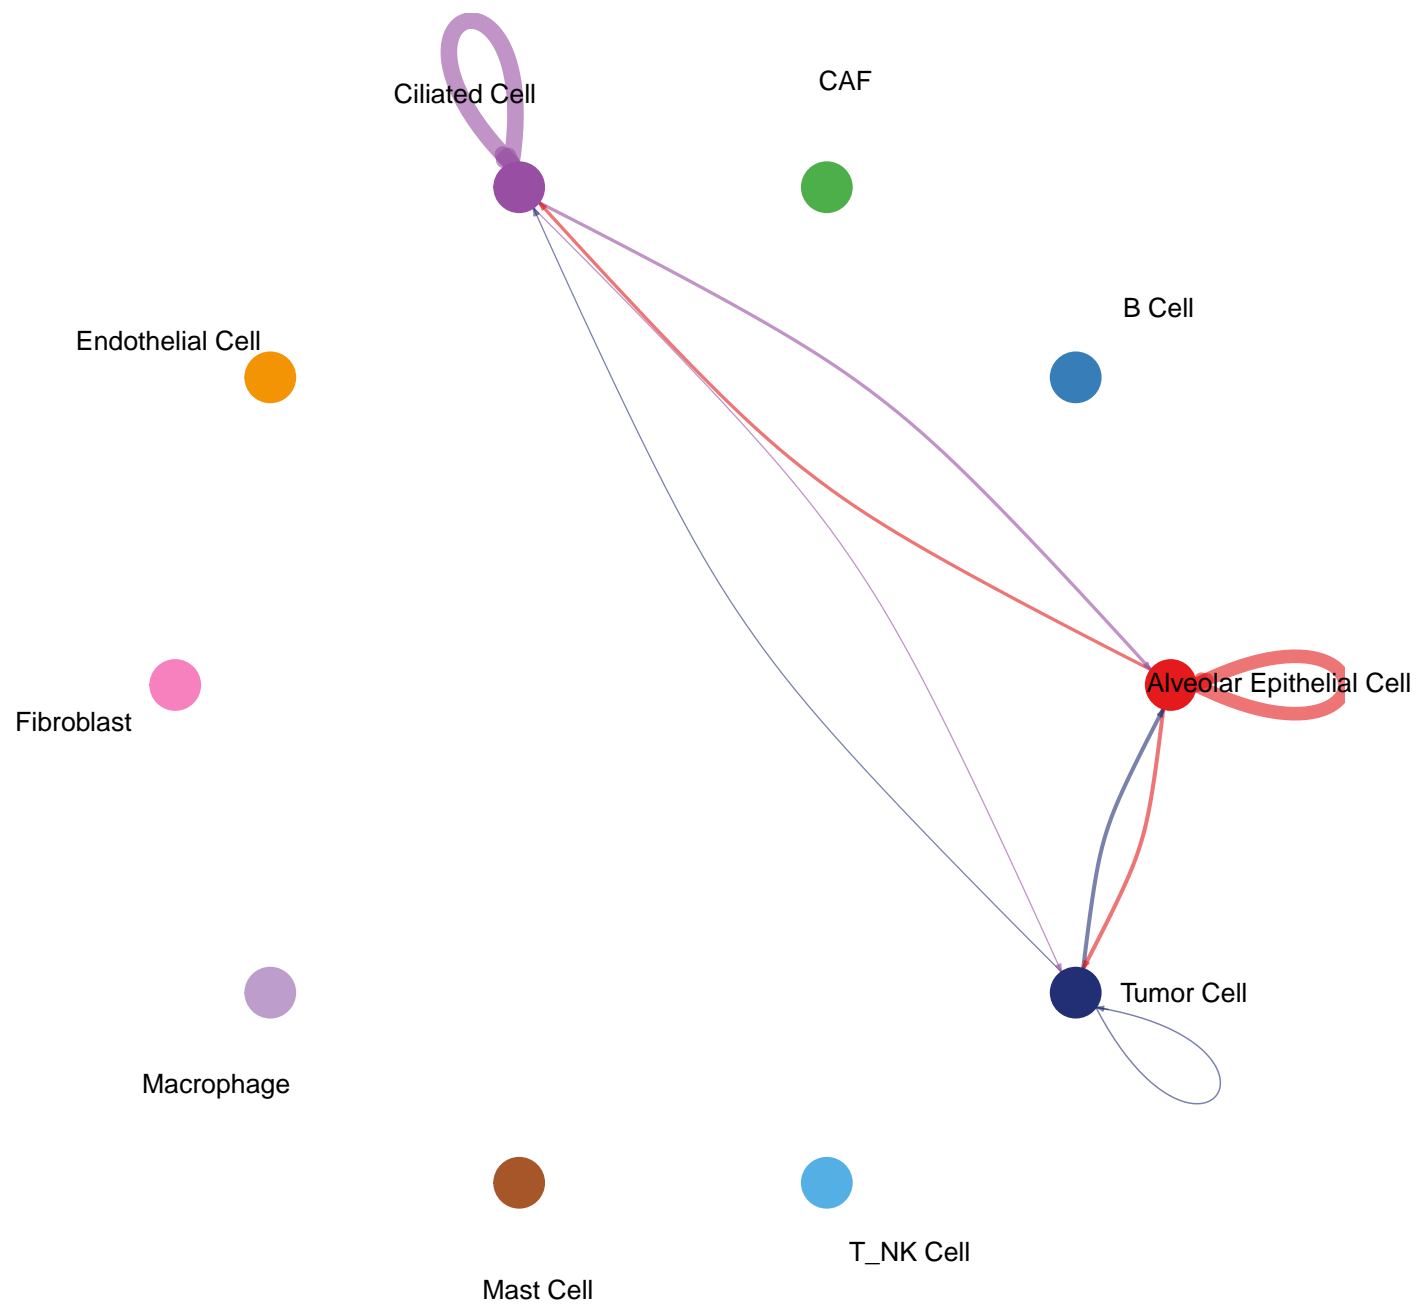 CAF
Ciliated Cell
B Cell
Endothelial Cell
Alveolar Epithelial Cell
Fibroblast
Tumor Cell
Macrophage
T_NK Cell
Mast Cell